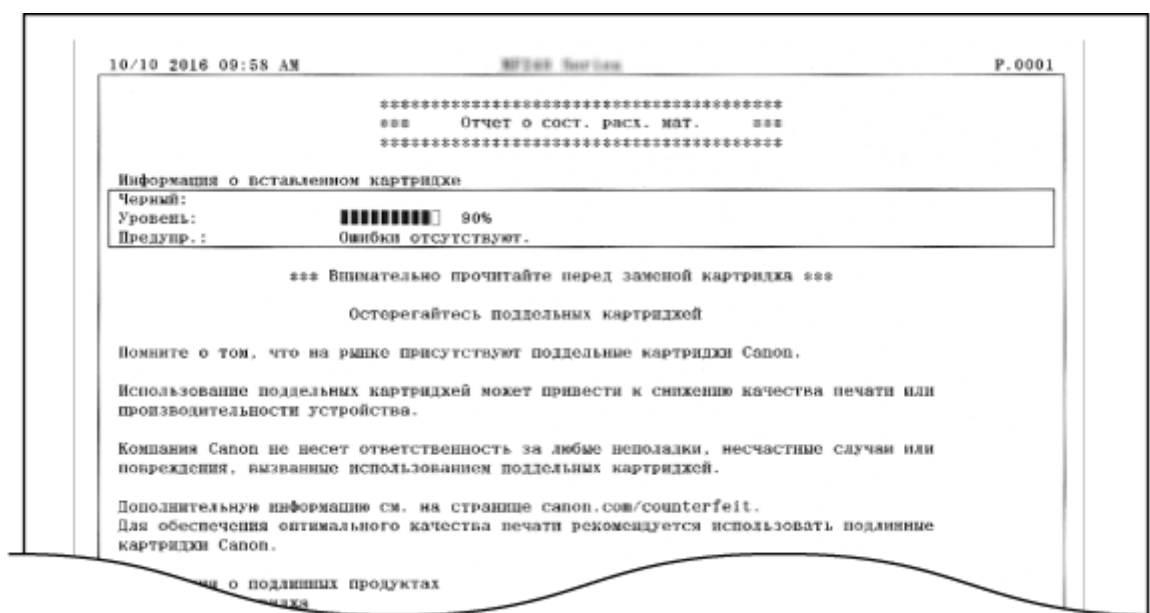 10/10 2016 09:58 AM P.0001
****************************************
*** Отчет о сост. расх. мат. ***
****************************************
Информация о вставленном картридже
Черный:
Уровень: 90%
Предупр.: Ошибки отсутствуют.
*** Внимательно прочитайте перед заменой картриджа ***
Остерегайтесь поддельных картриджей
Помните о том, что на рынке присутствуют поддельные картриджи Canon.
Использование поддельных картриджей может привести к снижению качества печати или
производительности устройства.
Компания Canon не несет ответственность за любые неполадки, несчастные случаи или
повреждения, вызванные использованием поддельных картриджей.
Дополнительную информацию см. на странице canon.com/counterfeit.
Для обеспечения оптимального качества печати рекомендуется использовать подлинные
картриджи Canon.
о подлинных продуктах